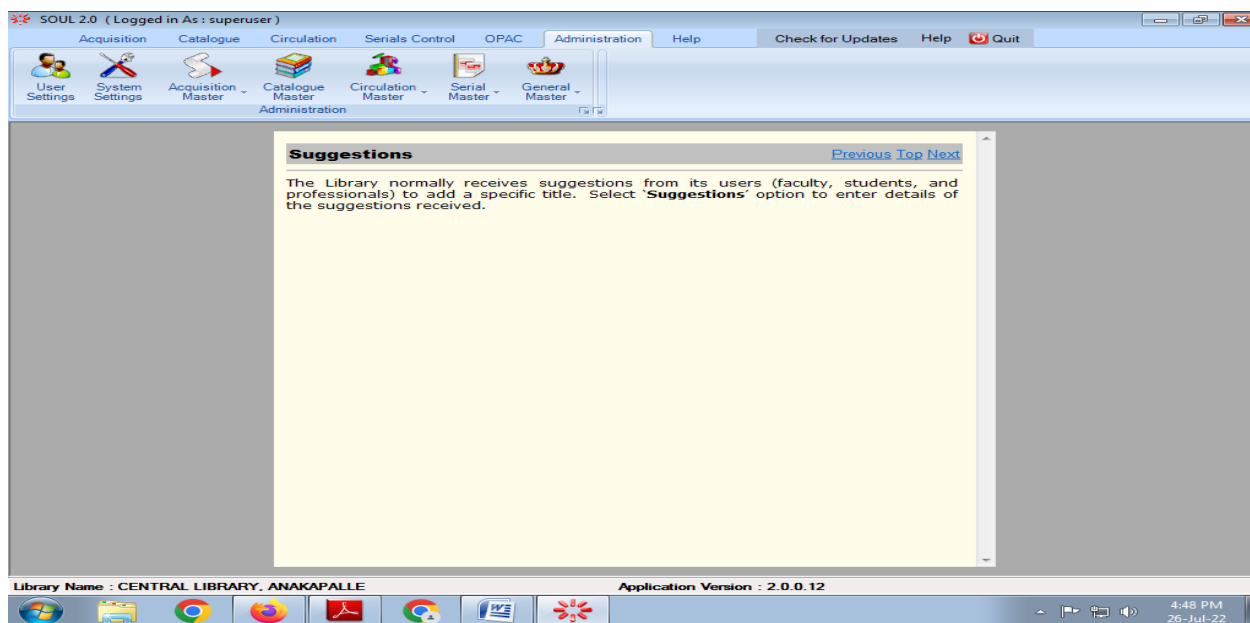 SOUL 2.0 ( Logged in As : superuser )
Acquisition Catalogue Circulation Serials Control OPAC Administration Help Check for Updates Help Quit
User Settings
System Settings
Acquisition Master
Catalogue Master
Circulation Master
Serial Master
General Master
Administration
Suggestions Previous Top Next
The Library normally receives suggestions from its users (faculty, students, and
professionals) to add a specific title. Select `Suggestions´ option to enter details of
the suggestions received.
Library Name : CENTRAL LIBRARY, ANAKAPALLE Application Version : 2.0.0.12
4:48 PM
26-Jul-22